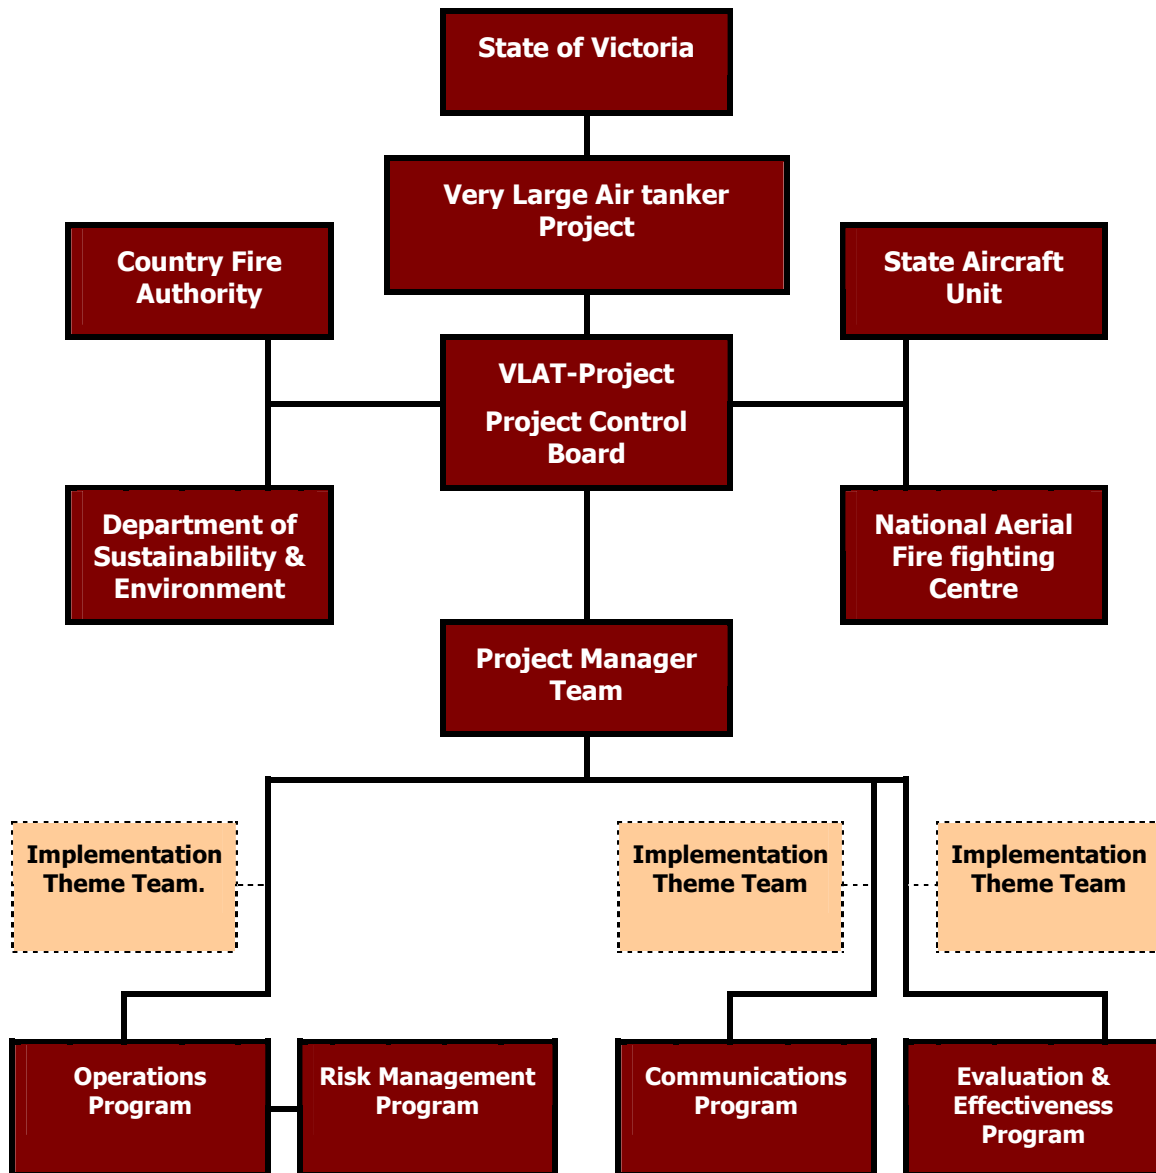 State of Victoria
Very Large Air tanker
Project
Country Fire
Authority
State Aircraft
Unit
VLAT-Project
Project Control
Board
Department of
Sustainability &
Environment
National Aerial
Fire fighting
Centre
Project Manager
Team
Implementation
Theme Team.
Implementation
Theme Team
Implementation
Theme Team
Operations
Program
Risk Management
Program
Communications
Program
Evaluation &
Effectiveness
Program